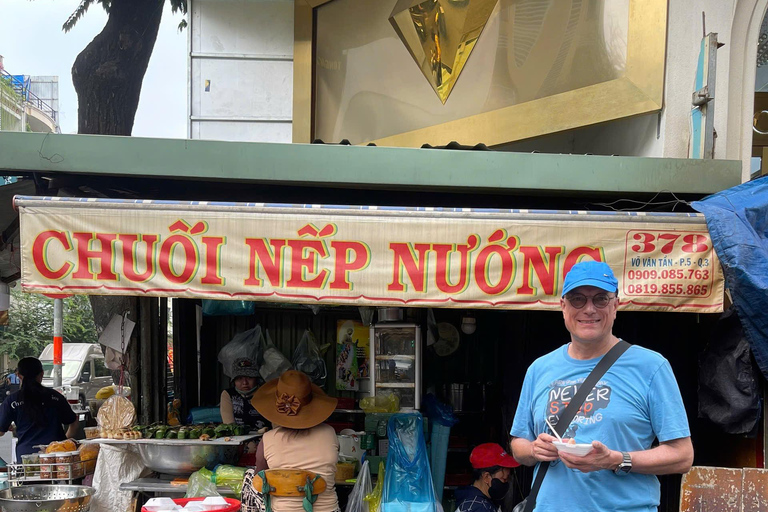 CHUỐI NẾP NƯỚNG
378
VÕ VĂN TẦN - P.5 - Q.3
0909.085.763
0819.855.865
NEVER
STOP